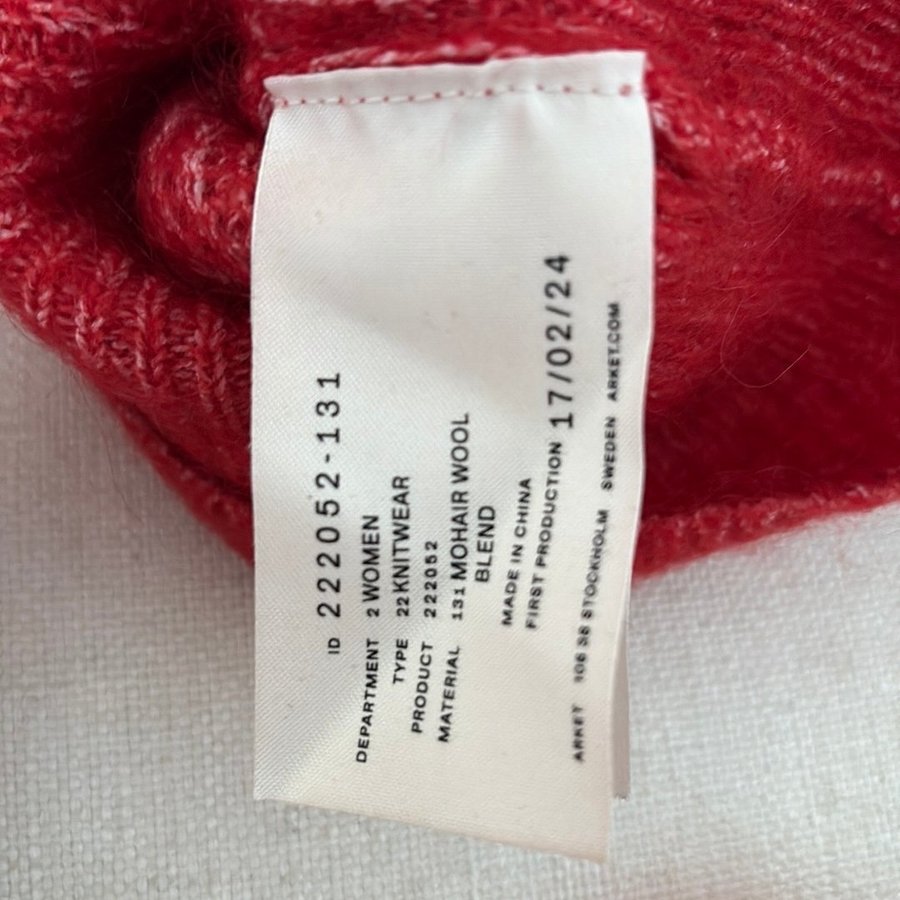 ID 222052-131
DEPARTMENT 2 WOMEN
TYPE 22 KNITWEAR
PRODUCT 222052
MATERIAL 131 MOHAIR WOOL
BLEND
MADE IN CHINA
FIRST PRODUCTION 17/02/24
ARKET 106 38 STOCKHOLM SWEDEN ARKET.COM